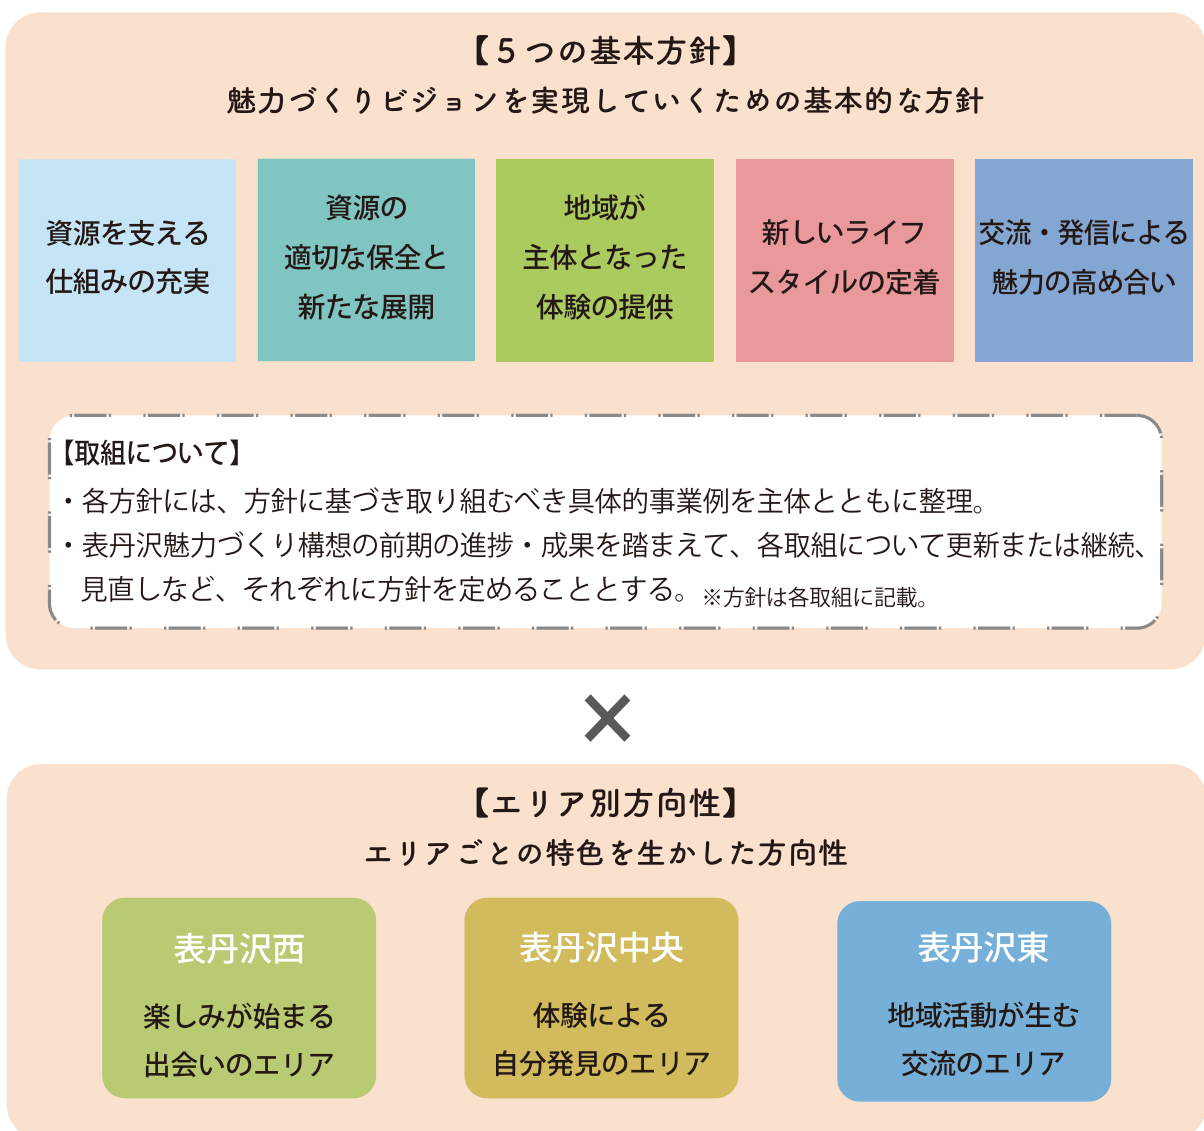 【5つの基本方針】
魅力づくりビジョンを実現していくための基本的な方針
資源を支える
仕組みの充実
資源の
適切な保全と
新たな展開
地域が
主体となった
体験の提供
新しいライフ
スタイルの定着
交流・発信による
魅力の高め合い
【取組について】
・各方針には、方針に基づき取り組むべき具体的事業例を主体とともに整理。
・表丹沢魅力づくり構想の前期の進捗・成果を踏まえて、各取組について更新または継続、
見直しなど、それぞれに方針を定めることとする。※方針は各取組に記載。
×
【エリア別方向性】
エリアごとの特色を生かした方向性
表丹沢西
楽しみが始まる
出会いのエリア
表丹沢中央
体験による
自分発見のエリア
表丹沢東
地域活動が生む
交流のエリア